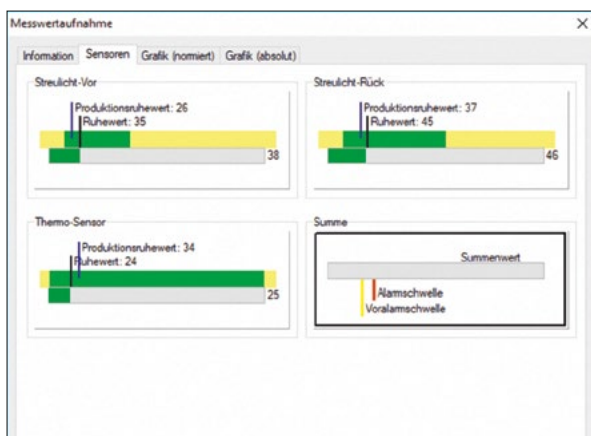 Messwertaufnahme
Information Sensoren Grafik (normiert) Grafik (absolut)
Streulicht-Vor
Produktionsruhewert: 26
Ruhewert: 35
38
Streulicht-Rück
Produktionsruhewert: 37
Ruhewert: 45
46
Thermo-Sensor
Produktionsruhewert: 34
Ruhewert: 24
25
Summe
Summenwert
Alarmschwelle
Voralarmschwelle